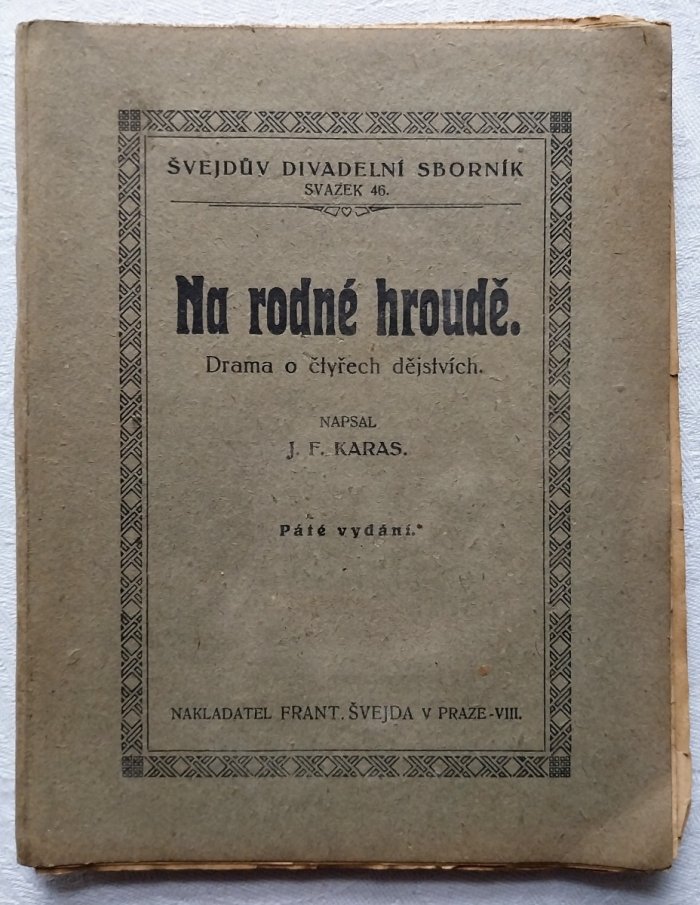 ŠVEJDŮV DIVADELNÍ SBORNÍK
SVAZEK 46.
Na rodné hroudě.
Drama o čtyřech dějstvích.
NAPSAL
J. F. KARAS.
Páté vydání.
NAKLADATEL FRANT. ŠVEJDA V PRAZE-VIII.